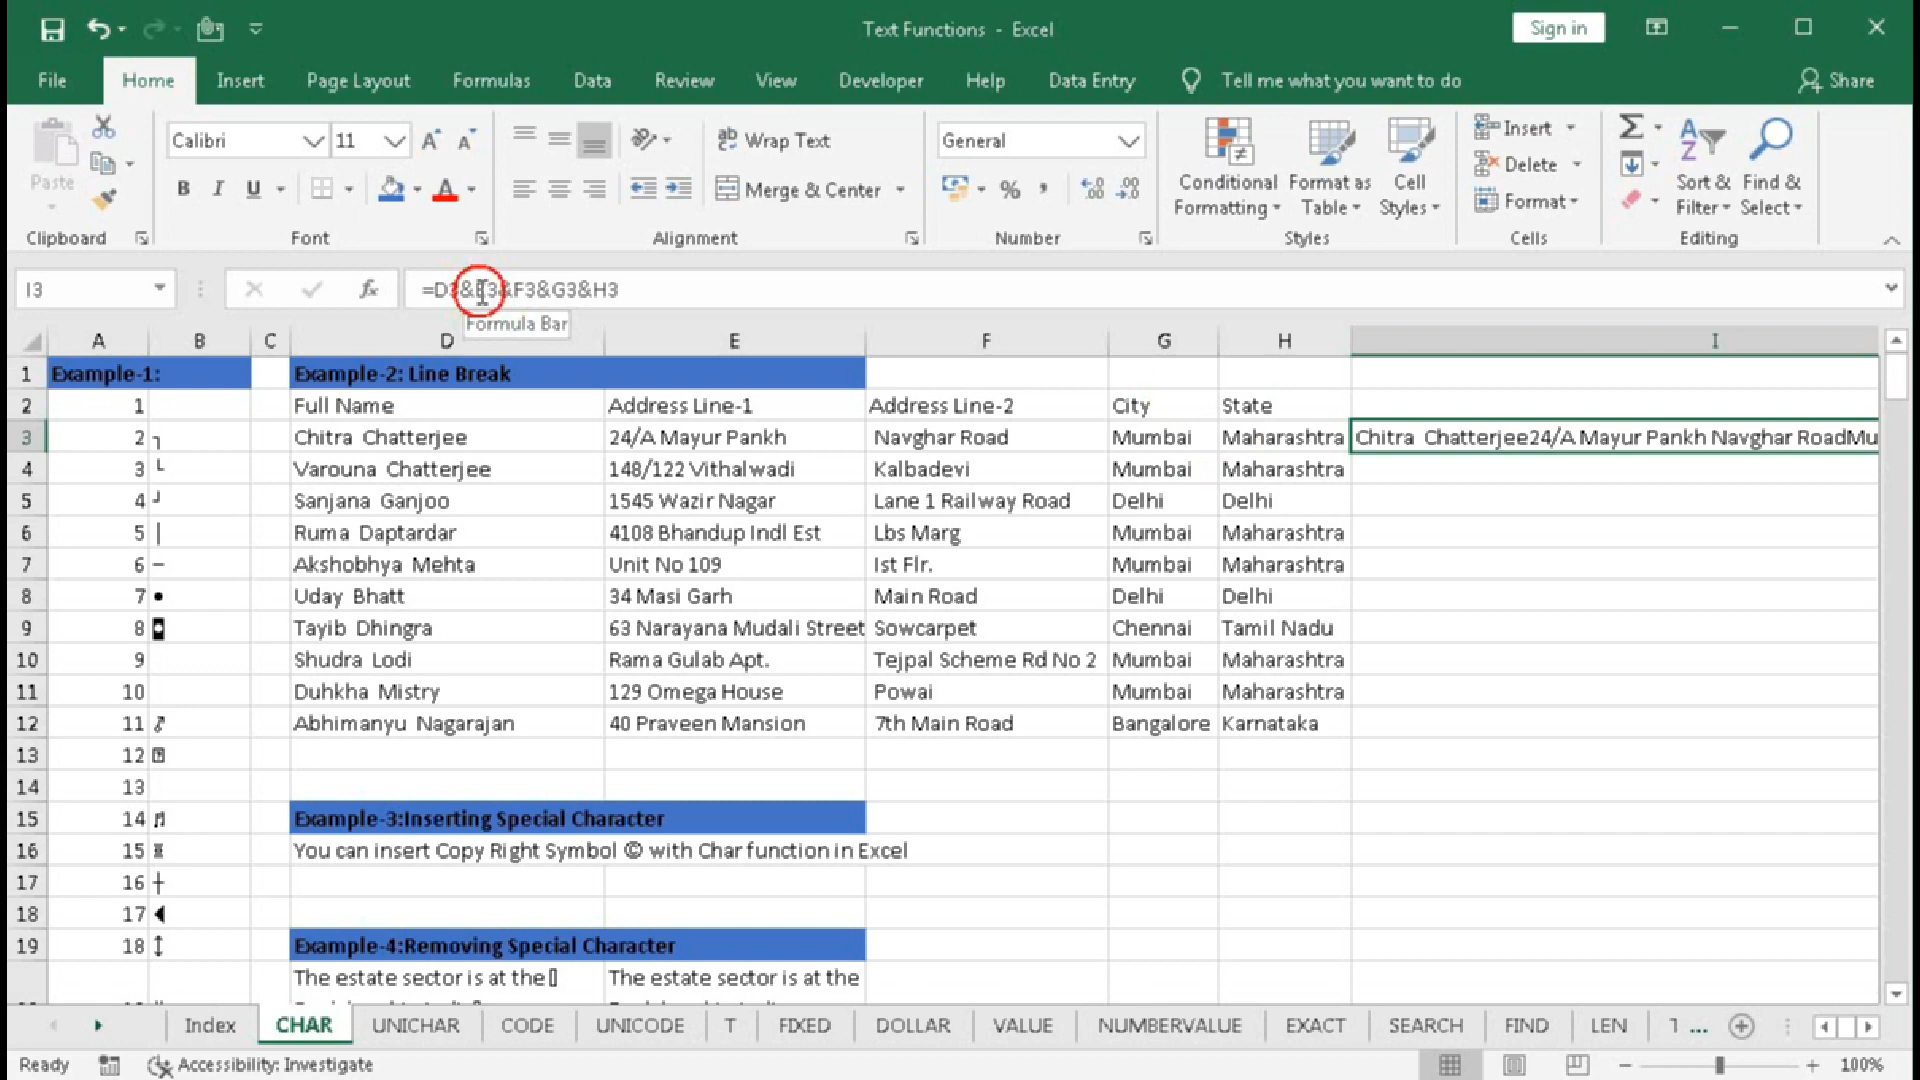 Text Functions - Excel
Sign in
File Home Insert Page Layout Formulas Data Review View Developer Help Data Entry Tell me what you want to do Share
Paste
Clipboard
Calibri 11
B I U A
Font
Wrap Text
Merge & Center
Alignment
General
%
Number
Conditional Formatting
Format as Table
Cell Styles
Styles
Insert
Delete
Format
Cells
Sort & Filter
Find & Select
Editing
I3
fx
=D3&E3&F3&G3&H3
Formula Bar
A B C D E F G H I
1 Example-1: Example-2: Line Break
2 1 Full Name Address Line-1 Address Line-2 City State
3 2 ┐ Chitra Chatterjee 24/A Mayur Pankh Navghar Road Mumbai Maharashtra Chitra Chatterjee24/A Mayur Pankh Navghar RoadMu
4 3 └ Varouna Chatterjee 148/122 Vithalwadi Kalbadevi Mumbai Maharashtra
5 4 ┘ Sanjana Ganjoo 1545 Wazir Nagar Lane 1 Railway Road Delhi Delhi
6 5 │ Ruma Daptardar 4108 Bhandup Indl Est Lbs Marg Mumbai Maharashtra
7 6 – Akshobhya Mehta Unit No 109 Ist Flr. Mumbai Maharashtra
8 7 • Uday Bhatt 34 Masi Garh Main Road Delhi Delhi
9 8 ◘ Tayib Dhingra 63 Narayana Mudali Street Sowcarpet Chennai Tamil Nadu
10 9 Shudra Lodi Rama Gulab Apt. Tejpal Scheme Rd No 2 Mumbai Maharashtra
11 10 Duhkha Mistry 129 Omega House Powai Mumbai Maharashtra
12 11 ♂ Abhimanyu Nagarajan 40 Praveen Mansion 7th Main Road Bangalore Karnataka
13 12
14 13
15 14 ♫ Example-3:Inserting Special Character
16 15 You can insert Copy Right Symbol © with Char function in Excel
17 16 ┼
18 17 ◄
19 18 ↕ Example-4:Removing Special Character
The estate sector is at the▯ The estate sector is at the
Index CHAR UNICHAR CODE UNICODE T FIXED DOLLAR VALUE NUMBERVALUE EXACT SEARCH FIND LEN ...
Ready Accessibility: Investigate 100%